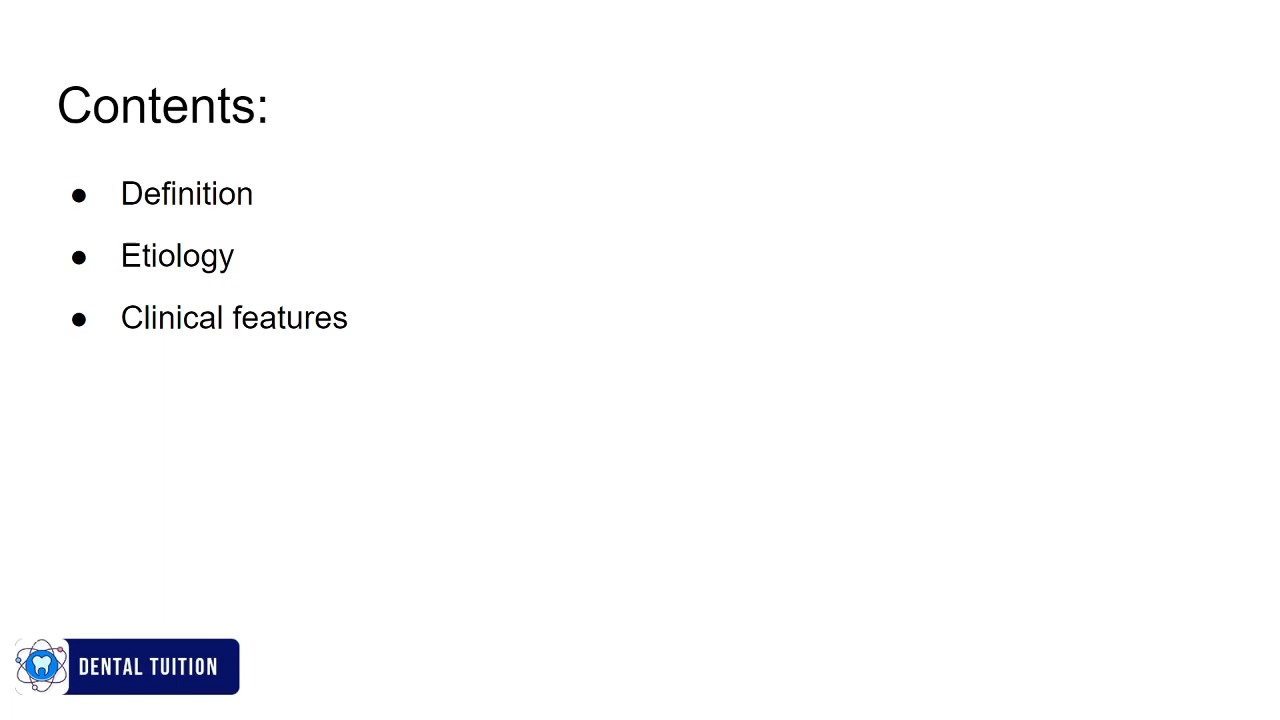 Contents:
● Definition
● Etiology
● Clinical features
DENTAL TUITION